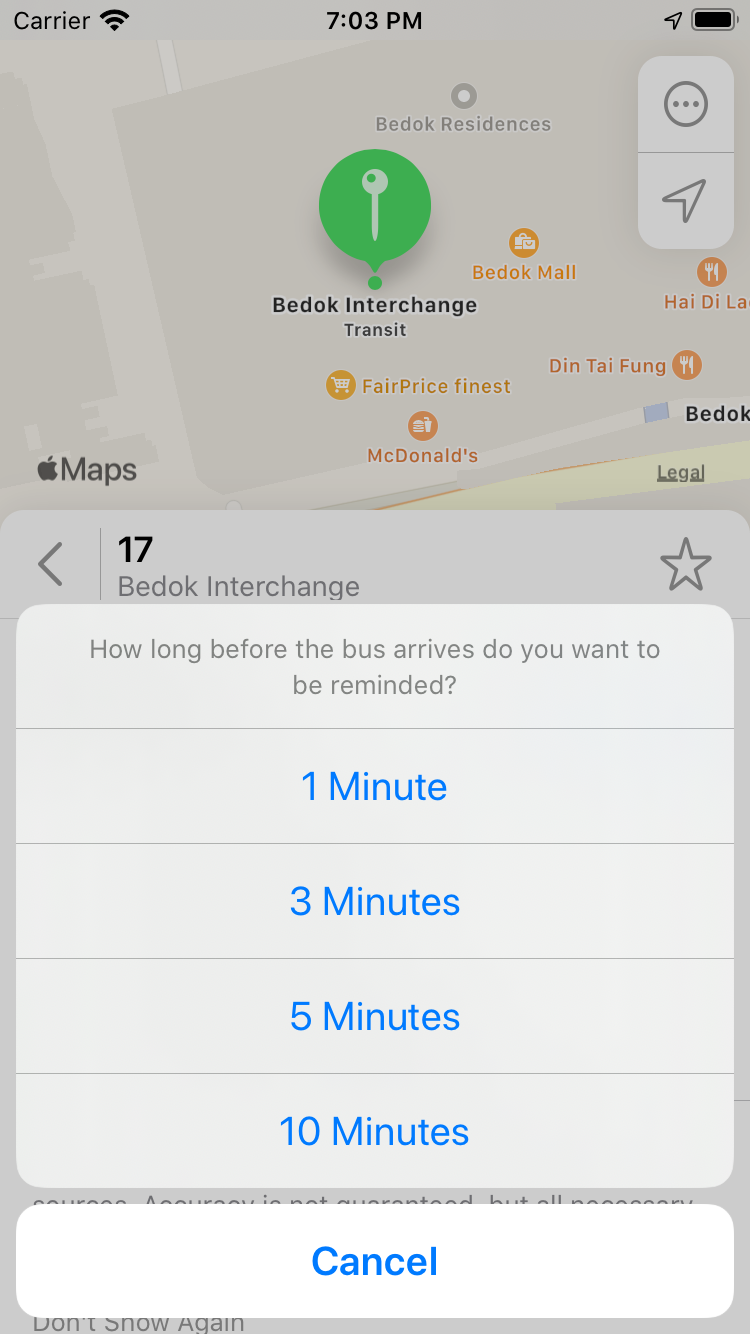 Carrier
7:03 PM
Bedok Residences
Bedok Mall
Bedok Interchange
Transit
Hai Di La
Din Tai Fung
FairPrice finest
Bedok
McDonald's
Maps
Legal
17
Bedok Interchange
How long before the bus arrives do you want to
be reminded?
1 Minute
3 Minutes
5 Minutes
10 Minutes
sources. Accuracy is not guaranteed, but all necessary
Cancel
Don't Show Again